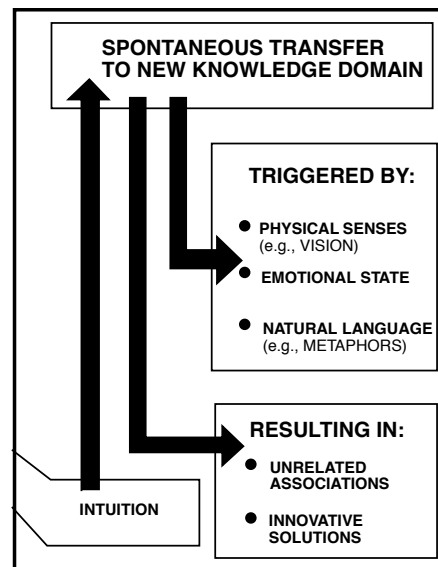 SPONTANEOUS TRANSFER
TO NEW KNOWLEDGE DOMAIN
TRIGGERED BY:
● PHYSICAL SENSES
(e.g., VISION)
● EMOTIONAL STATE
● NATURAL LANGUAGE
(e.g., METAPHORS)
RESULTING IN:
● UNRELATED
ASSOCIATIONS
● INNOVATIVE
SOLUTIONS
INTUITION